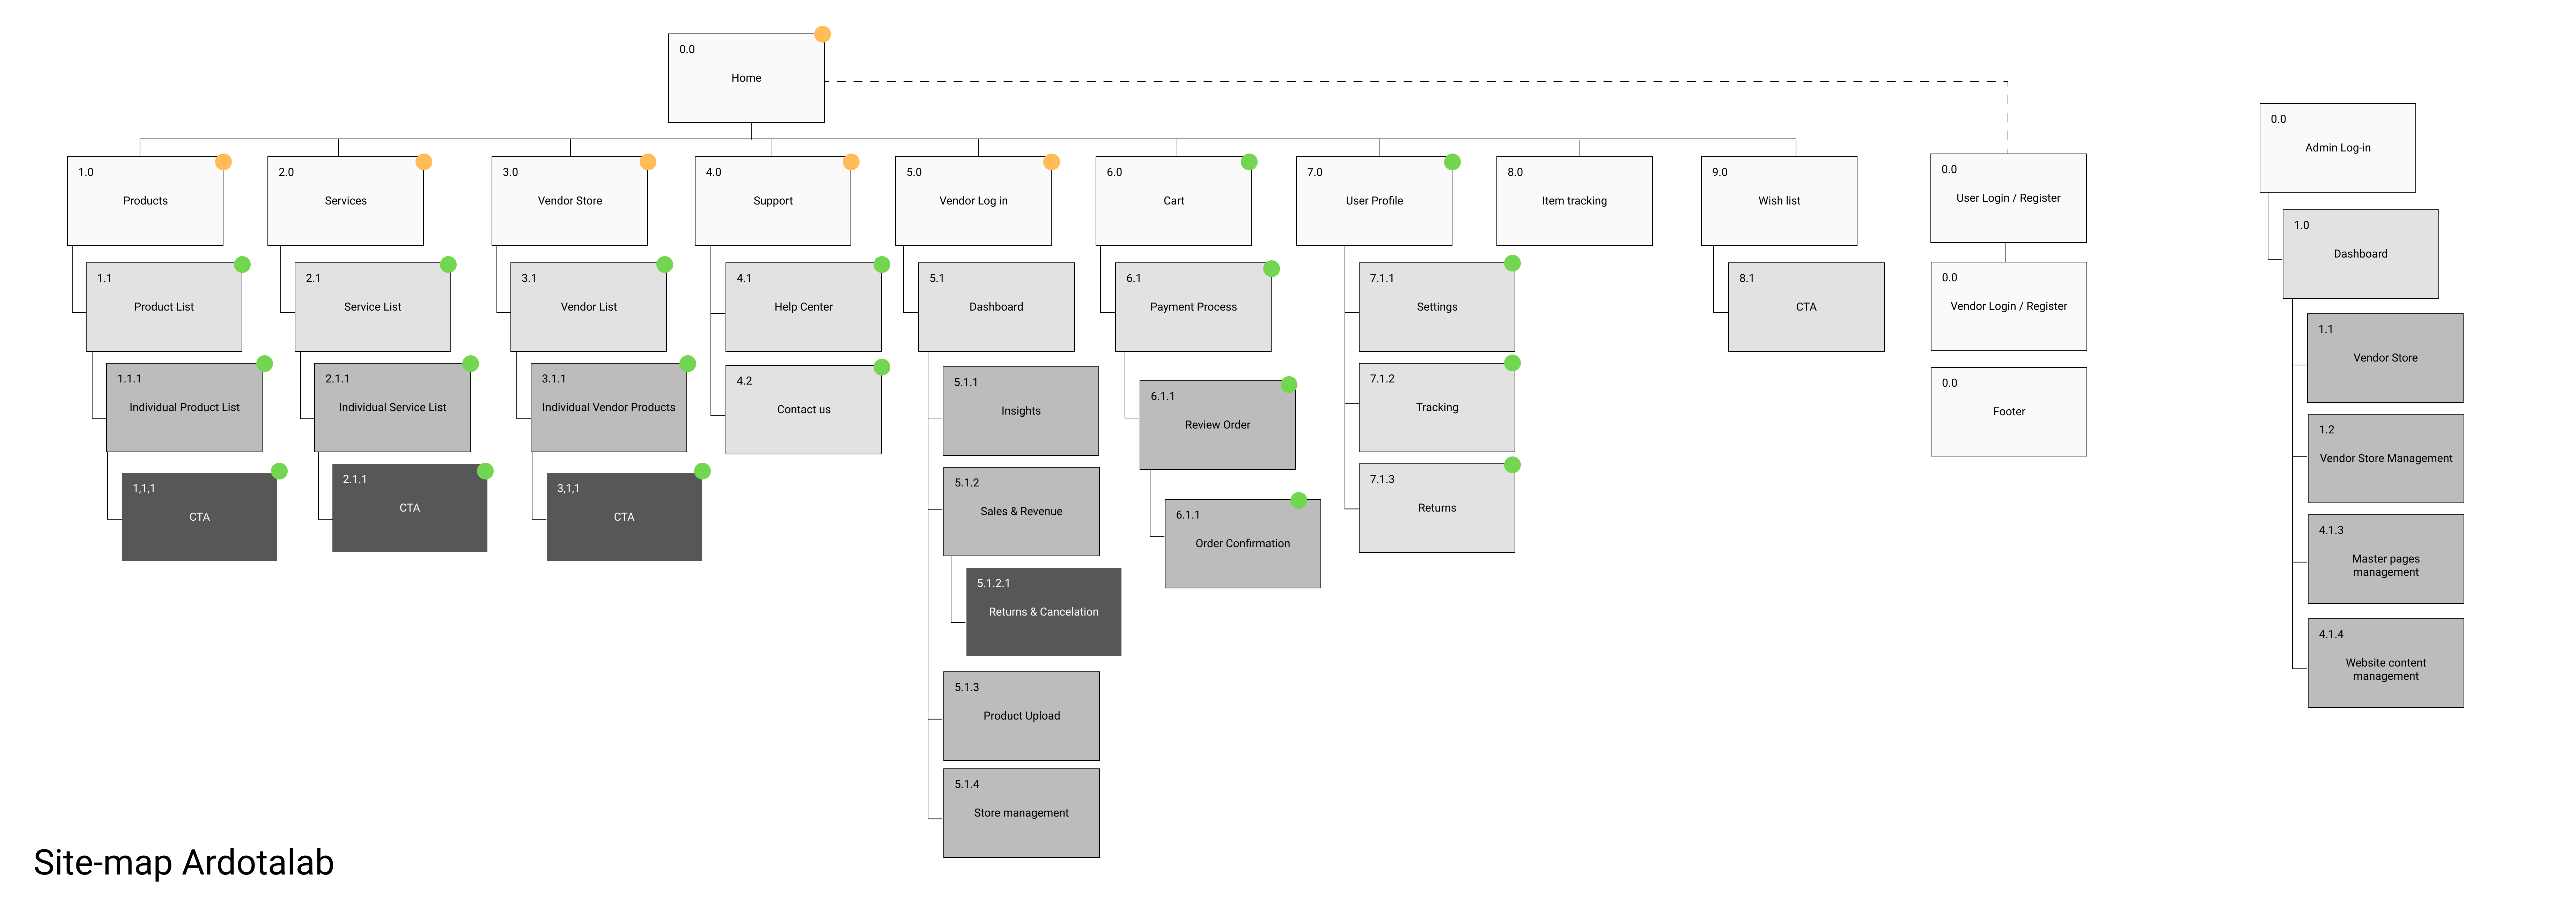 0.0
Home
1.0
Products
1.1
Product List
1.1.1
Individual Product List
1,1,1
CTA
2.0
Services
2.1
Service List
2.1.1
Individual Service List
2.1.1
CTA
3.0
Vendor Store
3.1
Vendor List
3.1.1
Individual Vendor Products
3,1,1
CTA
4.0
Support
4.1
Help Center
4.2
Contact us
5.0
Vendor Log in
5.1
Dashboard
5.1.1
Insights
5.1.2
Sales & Revenue
5.1.2.1
Returns & Cancelation
5.1.3
Product Upload
5.1.4
Store management
6.0
Cart
6.1
Payment Process
6.1.1
Review Order
6.1.1
Order Confirmation
7.0
User Profile
7.1.1
Settings
7.1.2
Tracking
7.1.3
Returns
8.0
Item tracking
9.0
Wish list
8.1
CTA
0.0
User Login / Register
0.0
Vendor Login / Register
0.0
Footer
0.0
Admin Log-in
1.0
Dashboard
1.1
Vendor Store
1.2
Vendor Store Management
4.1.3
Master pages
management
4.1.4
Website content
management
Site-map Ardotalab